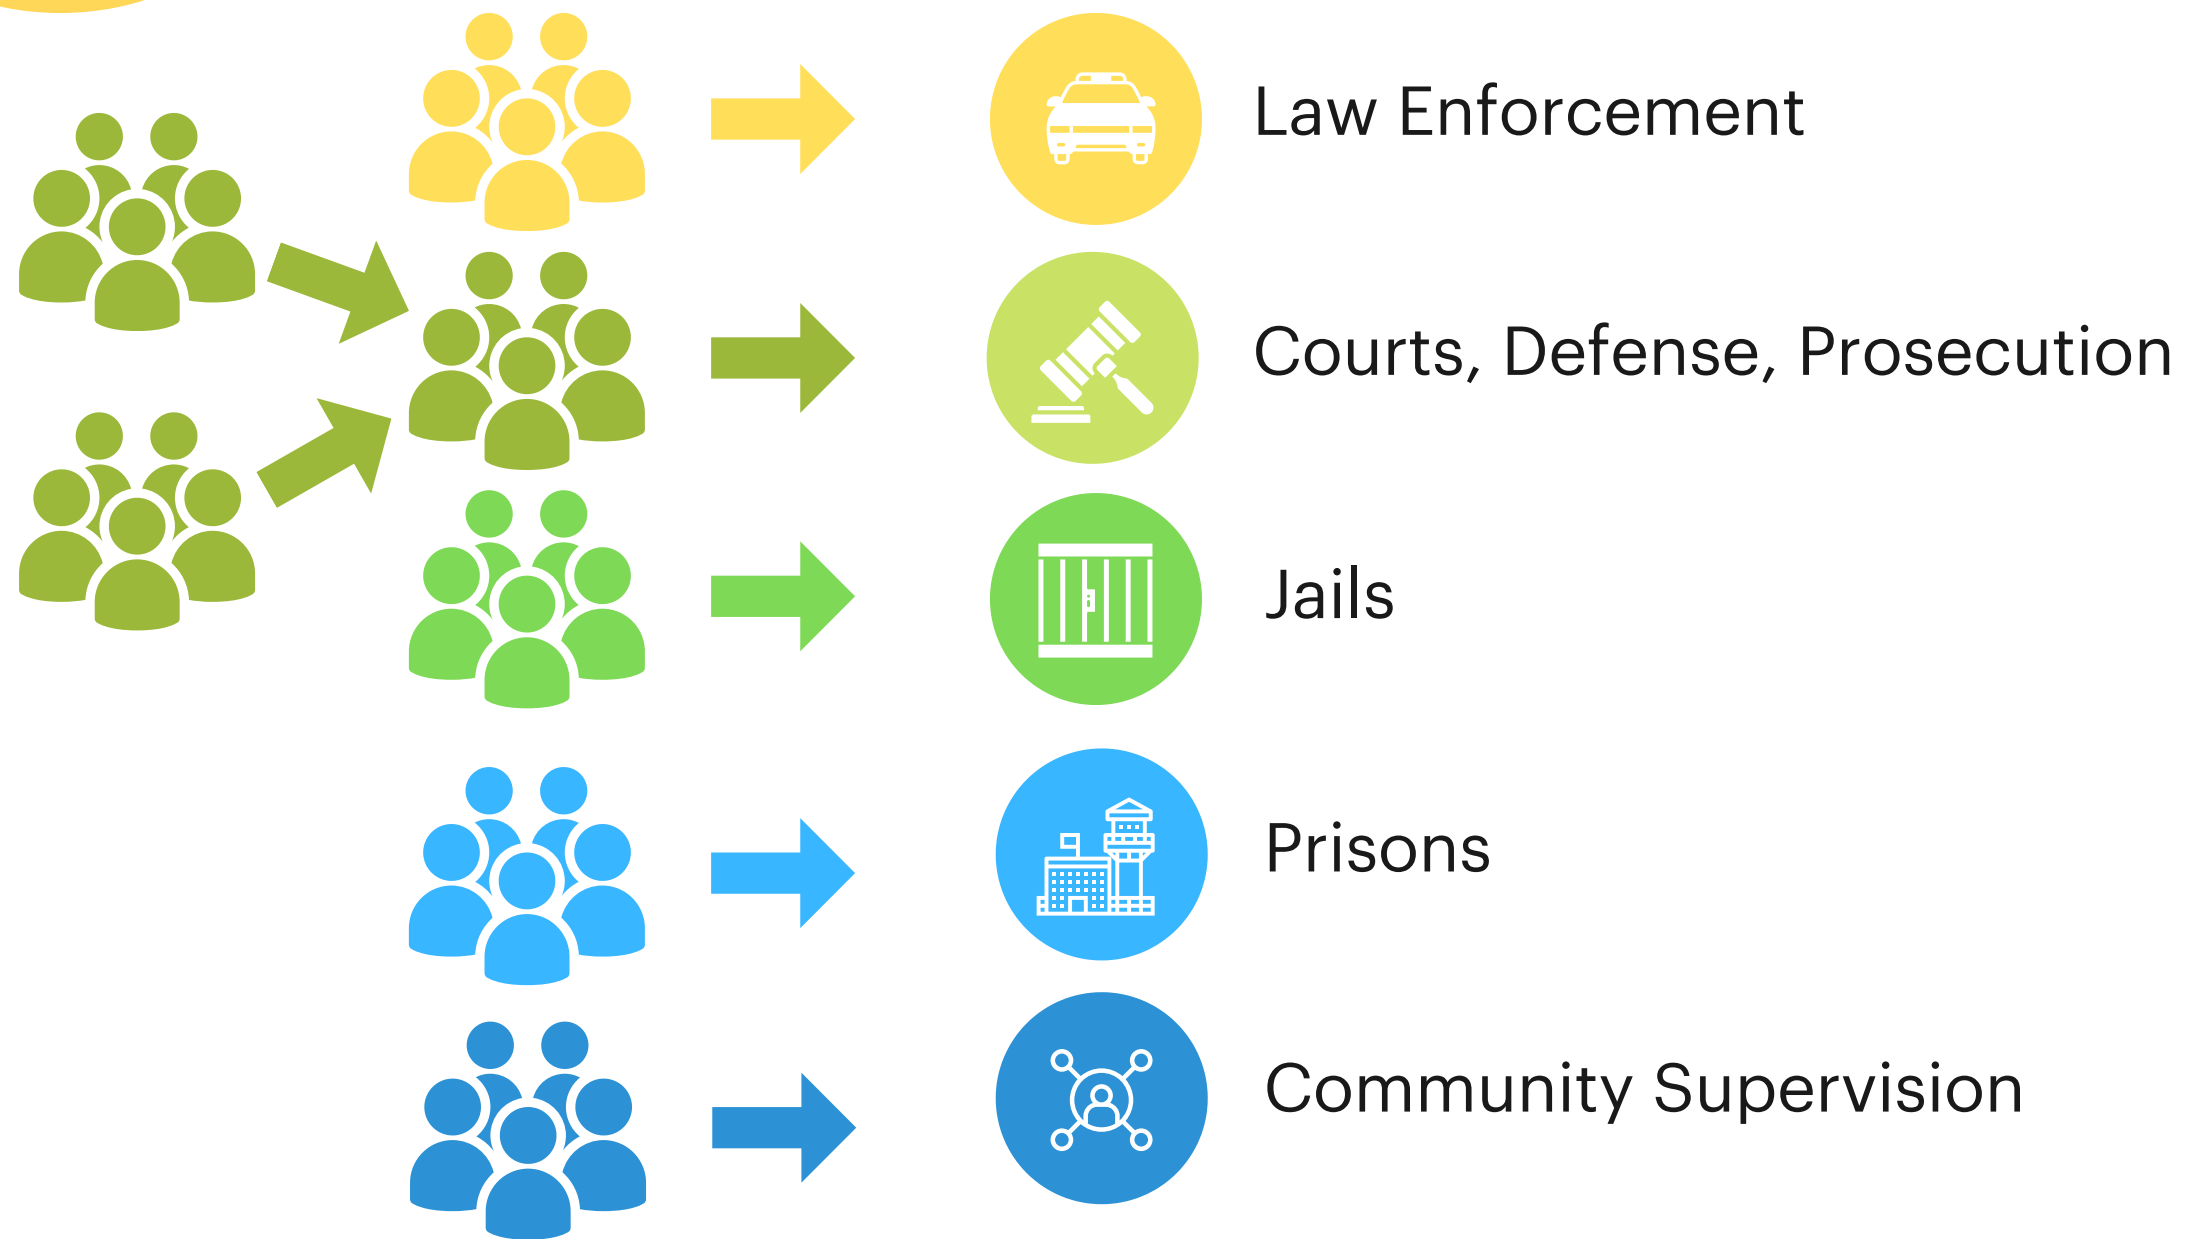 Law Enforcement
Courts, Defense, Prosecution
Jails
Prisons
Community Supervision